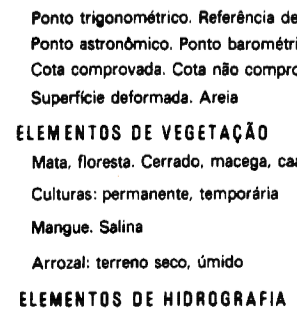 Ponto trigonométrico. Referência de
Ponto astronômico. Ponto barométri
Cota comprovada. Cota não compro
Superfície deformada. Areia
ELEMENTOS DE VEGETAÇÃO
Mata, floresta. Cerrado, macega, caa
Culturas: permanente, temporária
Mangue. Salina
Arrozal: terreno seco, úmido
ELEMENTOS DE HIDROGRAFIA